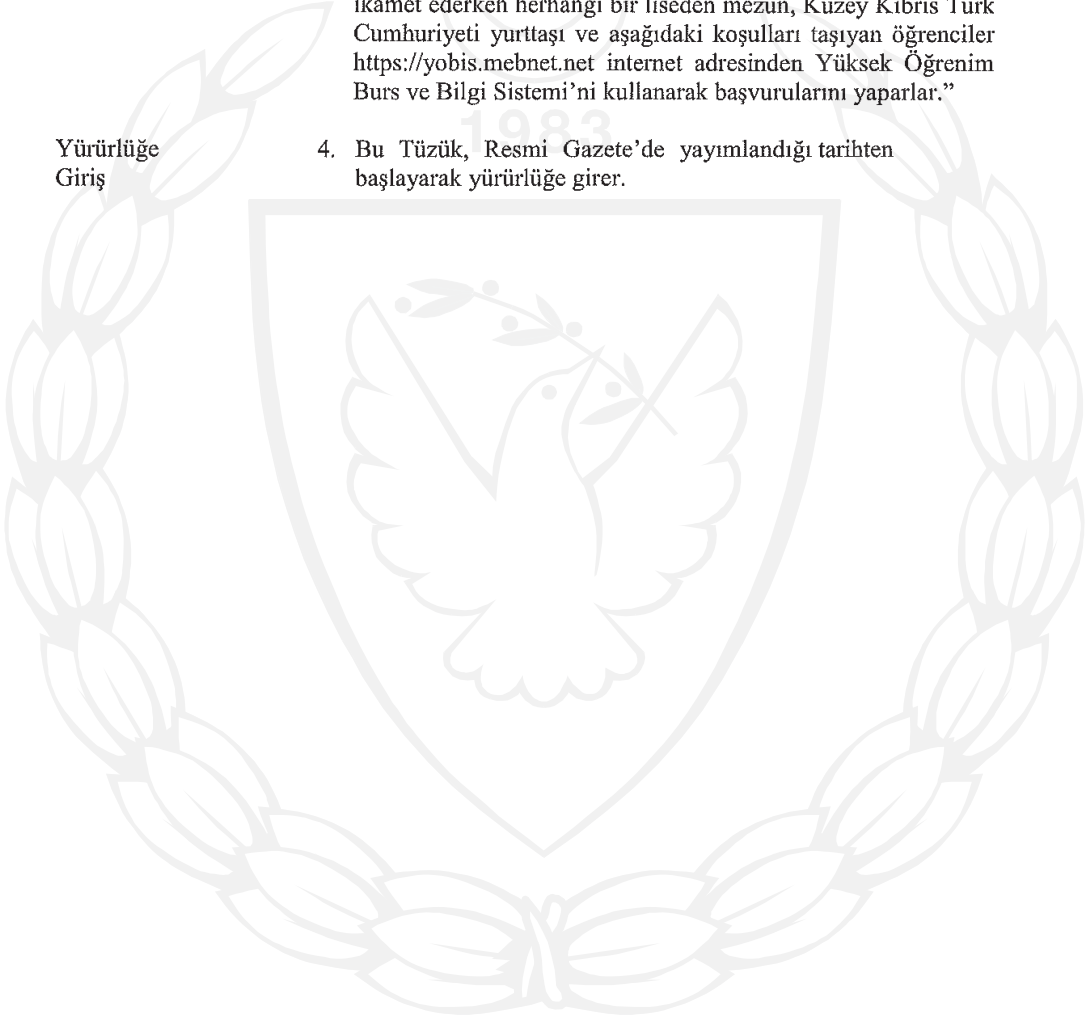 ikamet ederken herhangi bir liseden mezun, Kuzey Kıbrıs Türk
Cumhuriyeti yurttaşı ve aşağıdaki koşulları taşıyan öğrenciler
https://yobis.mebnet.net internet adresinden Yüksek Öğrenim
Burs ve Bilgi Sistemi’ni kullanarak başvurularını yaparlar.”
1983
Yürürlüğe
Giriş
4. Bu Tüzük, Resmi Gazete’de yayımlandığı tarihten
başlayarak yürürlüğe girer.